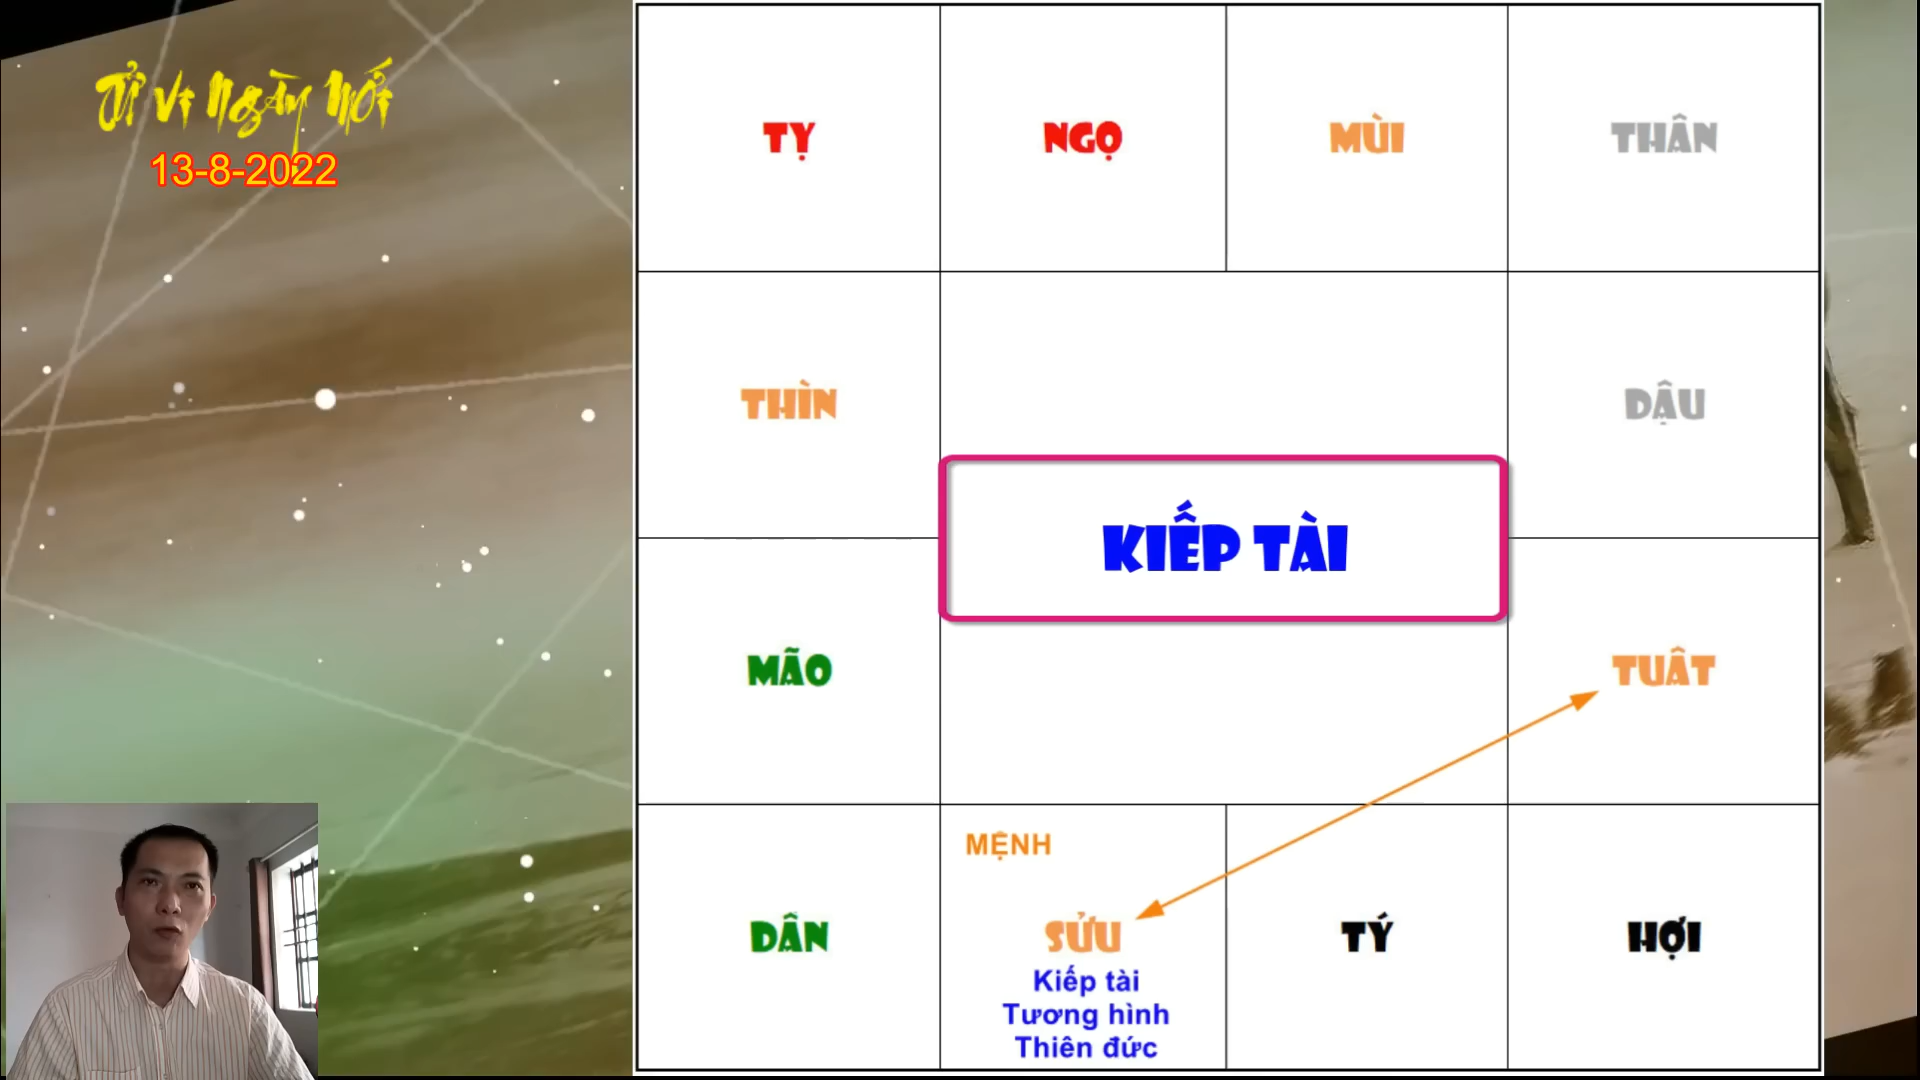 Tử Vi Ngày Mới
13-8-2022
TỴ
NGỌ
MÙI
THÂN
THÌN
DẬU
KIẾP TÀI
MÃO
TUẤT
MỆNH
DẦN
SỬU
TÝ
HỢI
Kiếp tài
Tương hình
Thiên đức